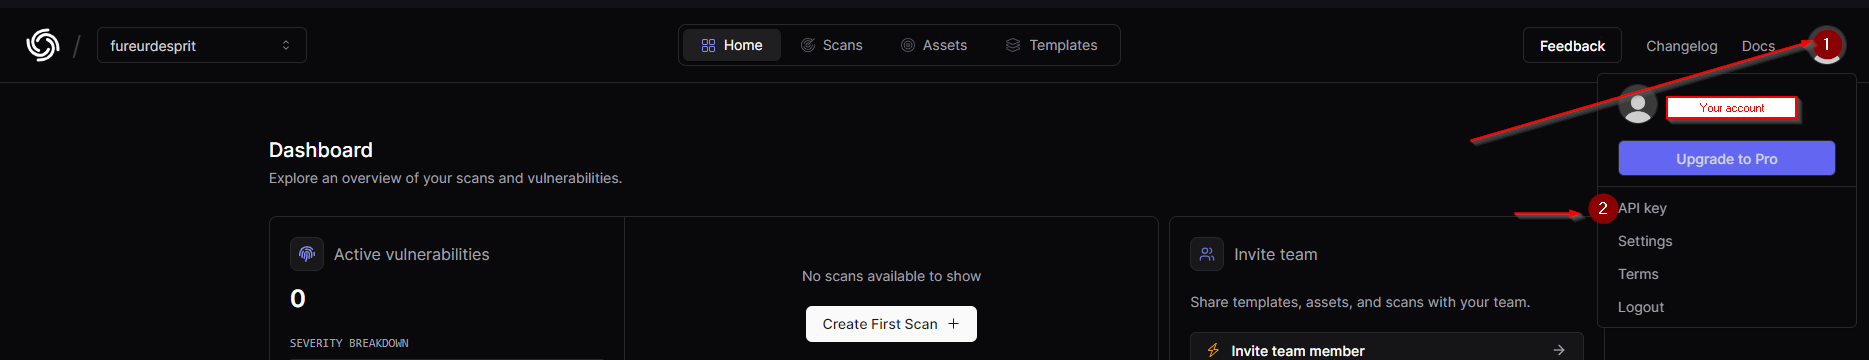 fureurdesprit
Home Scans Assets Templates
Feedback Changelog Docs 1
Your account
Upgrade to Pro
2 API key
Settings
Terms
Logout
Dashboard
Explore an overview of your scans and vulnerabilities.
Active vulnerabilities
0
SEVERITY BREAKDOWN
No scans available to show
Create First Scan +
Invite team
Share templates, assets, and scans with your team.
Invite team member